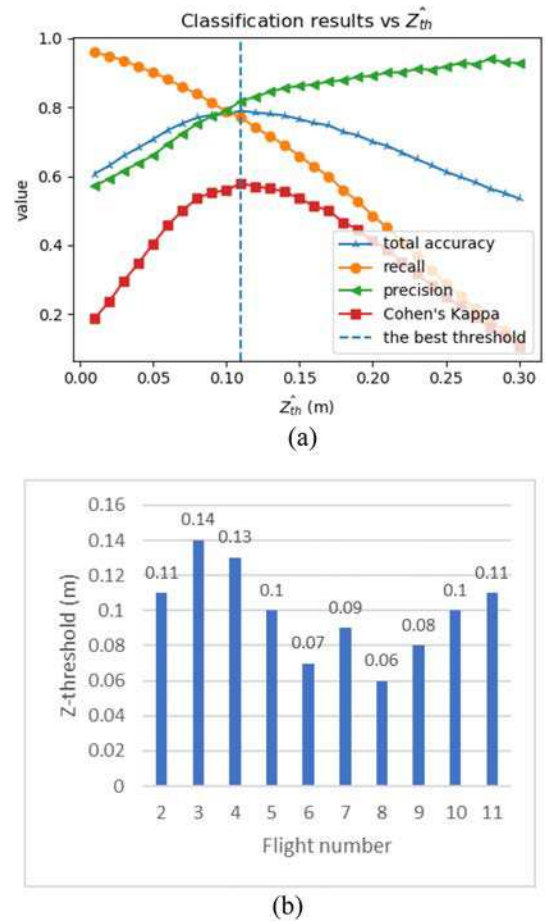 Classification results vs Z_th^
1.0
0.8
0.6
0.4
0.2
value
0.00 0.05 0.10 0.15 0.20 0.25 0.30
Z_th^ (m)
total accuracy
recall
precision
Cohen's Kappa
the best threshold
(a)
0.16
0.14
0.12
0.1
0.08
0.06
0.04
0.02
0
Z-threshold (m)
0.11 0.14 0.13 0.1 0.07 0.09 0.06 0.08 0.1 0.11
2 3 4 5 6 7 8 9 10 11
Flight number
(b)